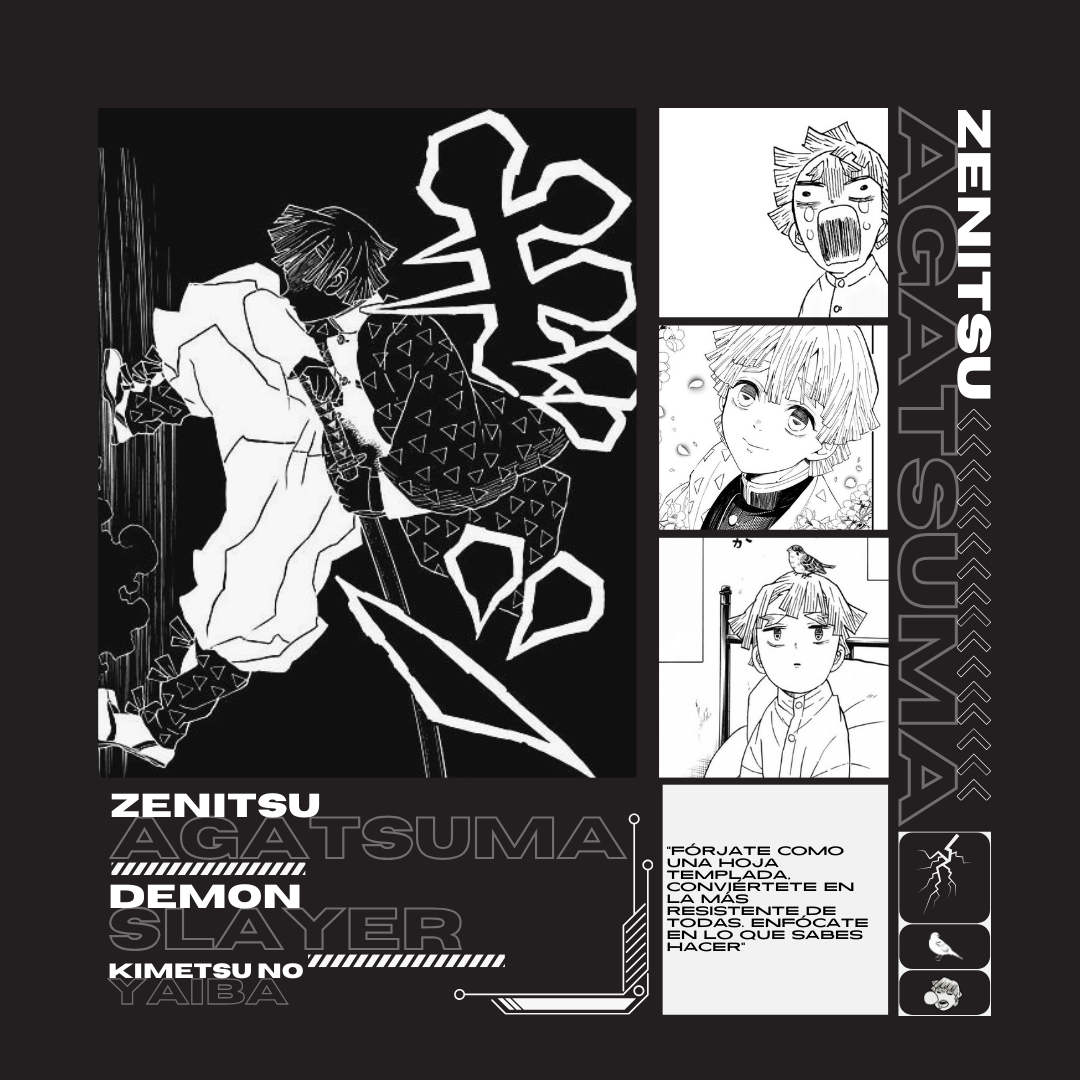 ZENITSU
AGATSUMA
ZENITSU
AGATSUMA
DEMON
SLAYER
KIMETSU NO
YAIBA
"FÓRJATE COMO
UNA HOJA
TEMPLADA.
CONVIÉRTETE EN
LA MÁS
RESISTENTE DE
TODAS. ENFÓCATE
EN LO QUE SABES
HACER"